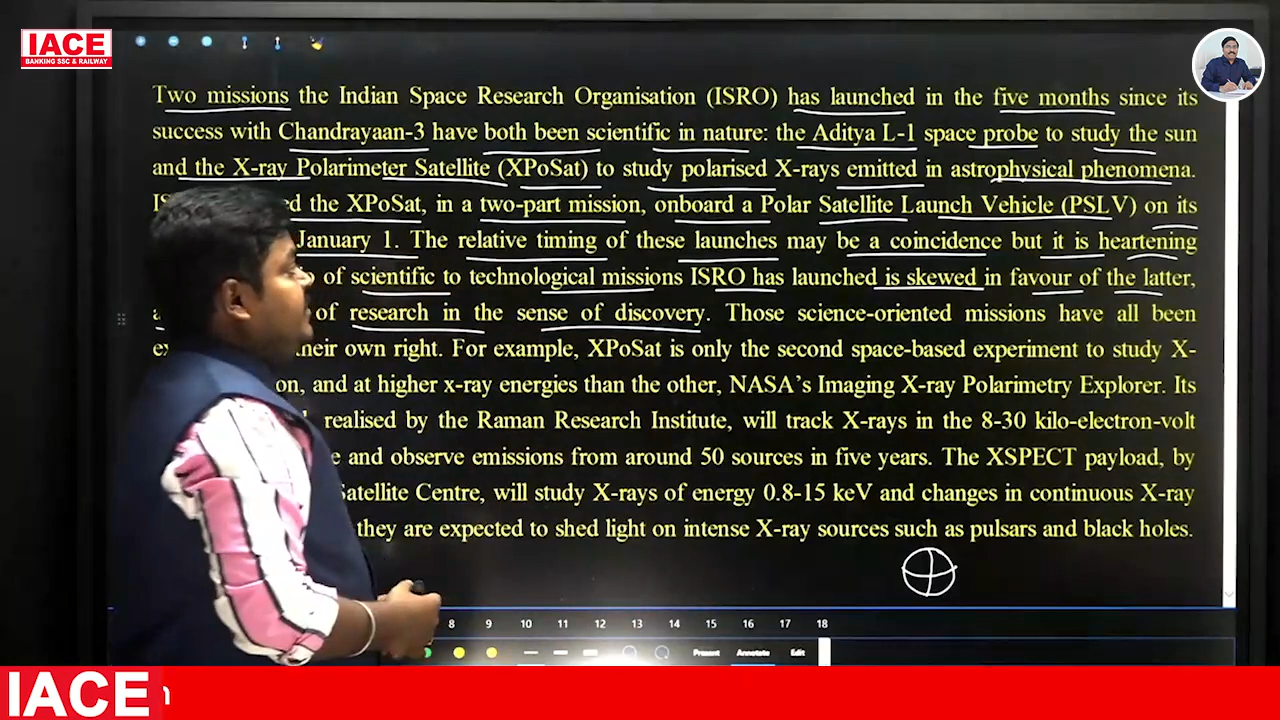 IACE
BANKING SSC & RAILWAY
Two missions the Indian Space Research Organisation (ISRO) has launched in the five months since its
success with Chandrayaan-3 have both been scientific in nature: the Aditya L-1 space probe to study the sun
and the X-ray Polarimeter Satellite (XPoSat) to study polarised X-rays emitted in astrophysical phenomena.
the XPoSat, in a two-part mission, onboard a Polar Satellite Launch Vehicle (PSLV) on its
January 1. The relative timing of these launches may be a coincidence but it is heartening
of scientific to technological missions ISRO has launched is skewed in favour of the latter,
of research in the sense of discovery. Those science-oriented missions have all been
their own right. For example, XPoSat is only the second space-based experiment to study X-
on, and at higher x-ray energies than the other, NASA's Imaging X-ray Polarimetry Explorer. Its
realised by the Raman Research Institute, will track X-rays in the 8-30 kilo-electron-volt
and observe emissions from around 50 sources in five years. The XSPECT payload, by
Satellite Centre, will study X-rays of energy 0.8-15 keV and changes in continuous X-ray
they are expected to shed light on intense X-ray sources such as pulsars and black holes.
8 9 10 11 12 13 14 15 16 17 18
Present Annotate Edit
IACE